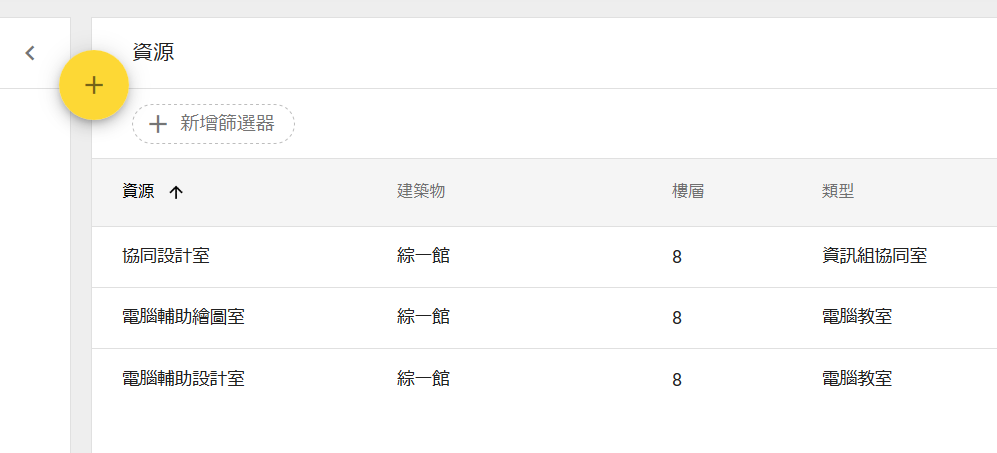 資源
新增篩選器
資源 建築物 樓層 類型
協同設計室 綜一館 8 資訊組協同室
電腦輔助繪圖室 綜一館 8 電腦教室
電腦輔助設計室 綜一館 8 電腦教室